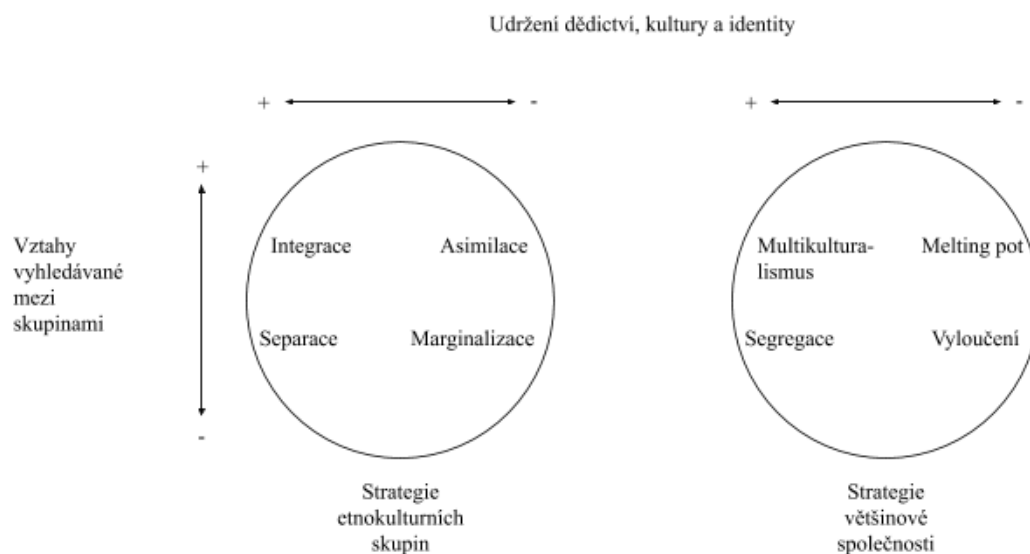 Udržení dědictví, kultury a identity
+ -
+ -
+
Vztahy
vyhledávané
mezi
skupinami
-
Integrace Asimilace
Separace Marginalizace
Multikultura-
lismus
Melting pot
Segregace Vyloučení
Strategie
etnokulturních
skupin
Strategie
většinové
společnosti